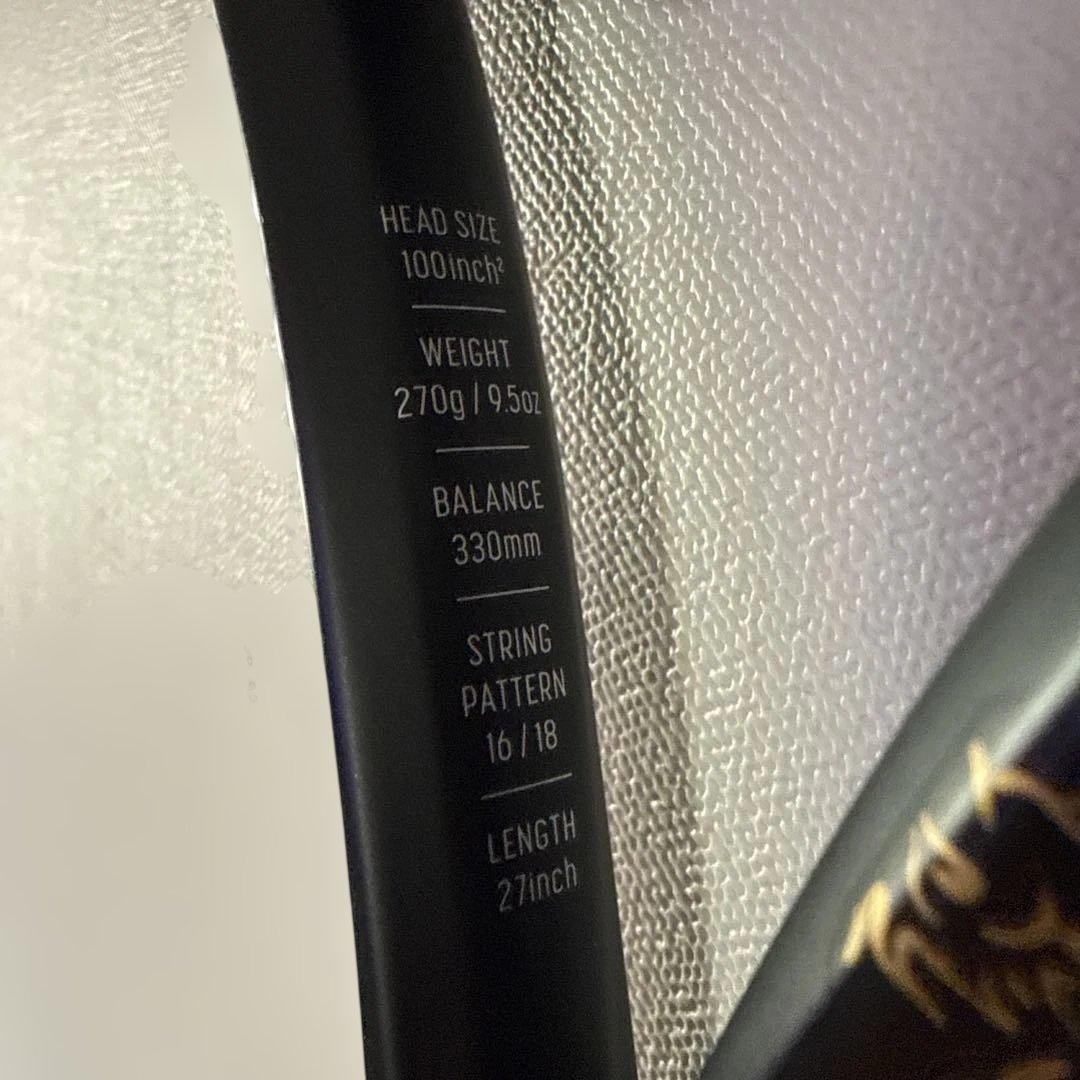 HEAD SIZE
100inch²
WEIGHT
270g / 9.5oz
BALANCE
330mm
STRING
PATTERN
16 / 18
LENGTH
27inch